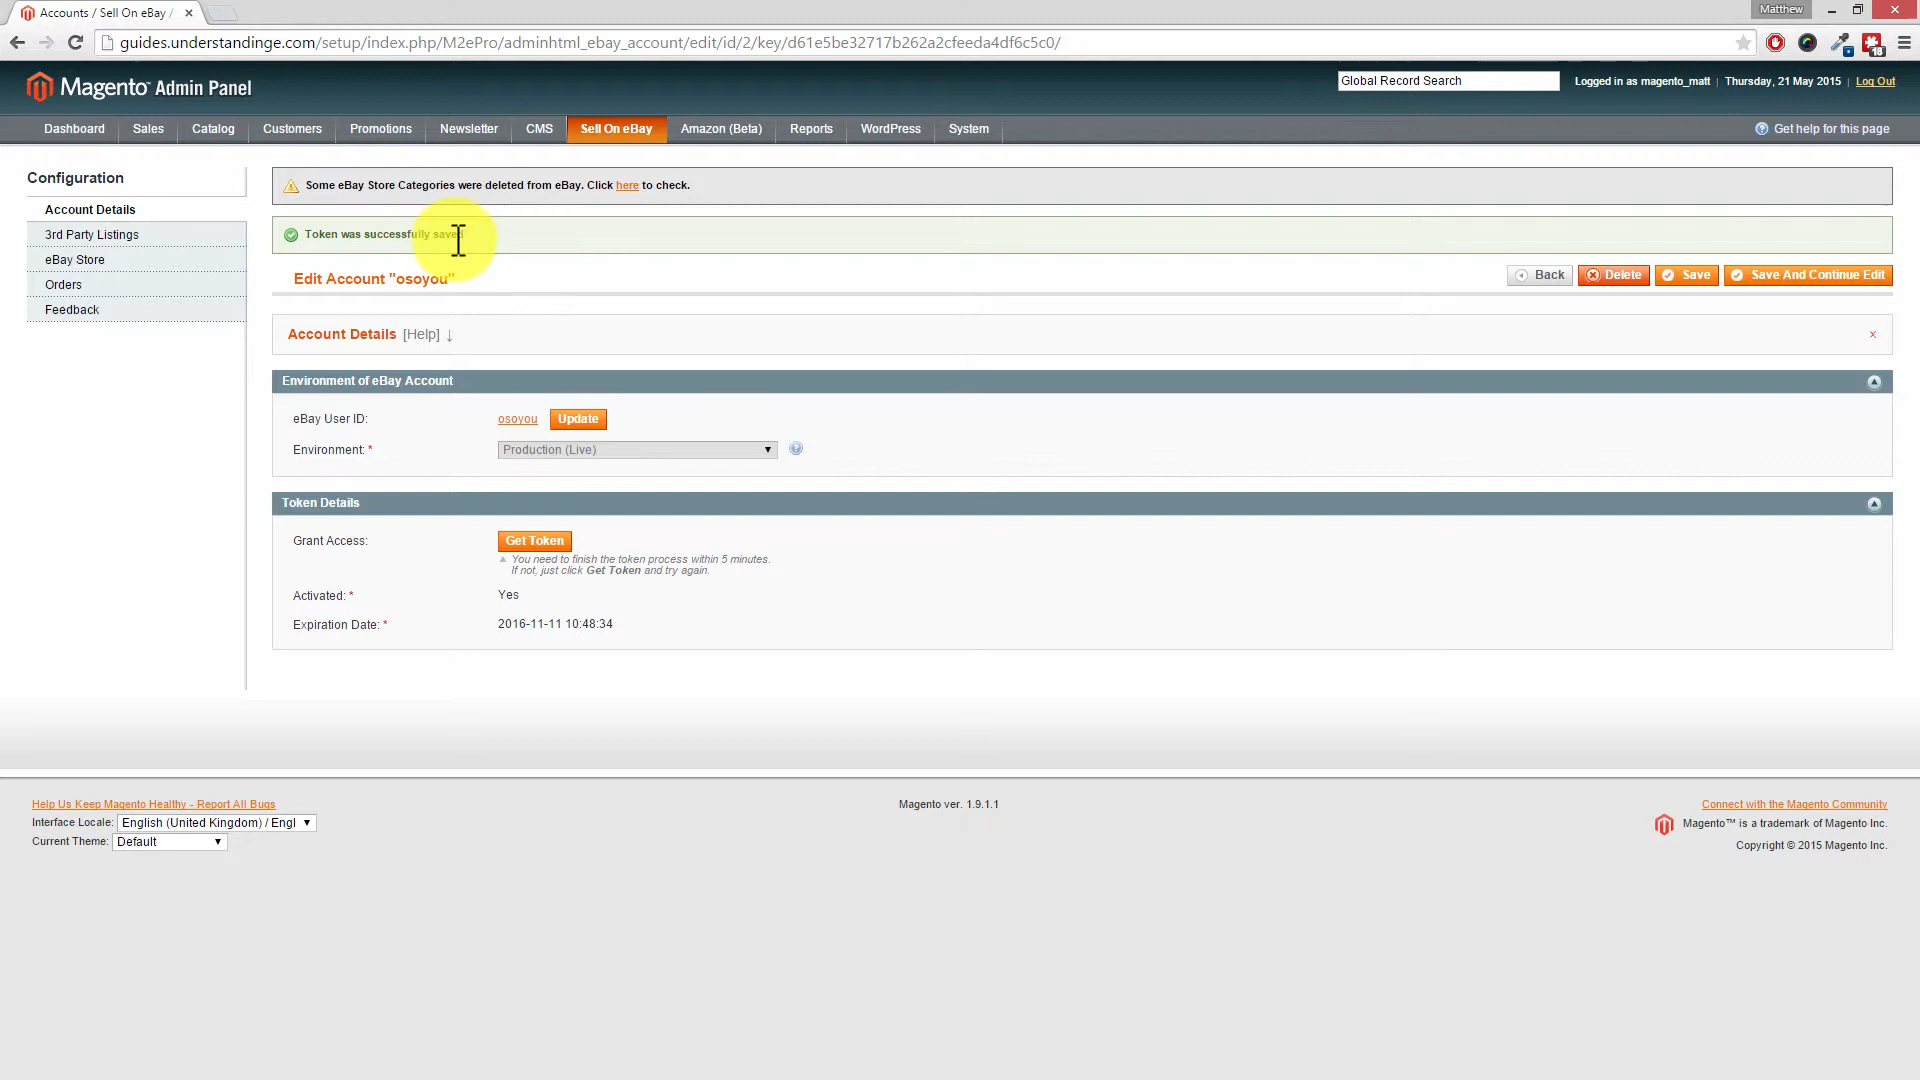 Accounts / Sell On eBay /
Matthew
guides.understandinge.com/setup/index.php/M2ePro/adminhtml_ebay_account/edit/id/2/key/d61e5be32717b262a2cfeeda4df6c5c0/
18
Magento™ Admin Panel
Global Record Search
Logged in as magento_matt | Thursday, 21 May 2015 | Log Out
Dashboard Sales Catalog Customers Promotions Newsletter CMS Sell On eBay Amazon (Beta) Reports WordPress System
Get help for this page
Configuration
Account Details
3rd Party Listings
eBay Store
Orders
Feedback
Some eBay Store Categories were deleted from eBay. Click here to check.
Token was successfully saved
Edit Account "osoyou"
Back Delete Save Save And Continue Edit
Account Details [Help] ↓
x
Environment of eBay Account
eBay User ID: osoyou Update
Environment: * Production (Live)
Token Details
Grant Access: Get Token
You need to finish the token process within 5 minutes.
If not, just click Get Token and try again.
Activated: * Yes
Expiration Date: * 2016-11-11 10:48:34
Help Us Keep Magento Healthy - Report All Bugs
Interface Locale: English (United Kingdom) / Engl
Current Theme: Default
Magento ver. 1.9.1.1
Connect with the Magento Community
Magento™ is a trademark of Magento Inc.
Copyright © 2015 Magento Inc.